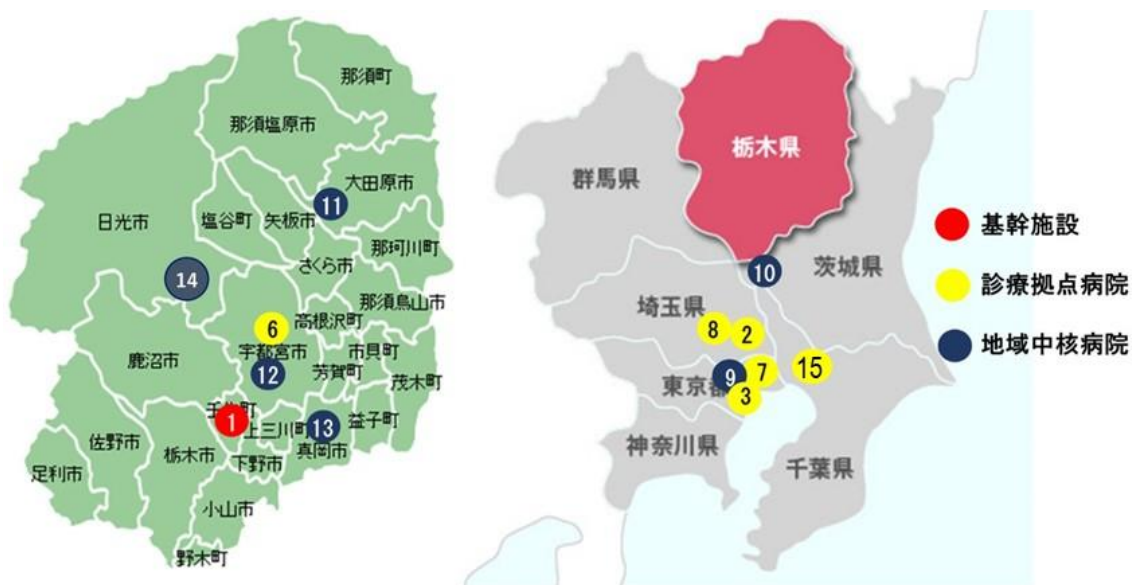 那須町
那須塩原市
大田原市
11
日光市
塩谷町
矢板市
那珂川町
さくら市
14
那須烏山市
6
高根沢町
宇都宮市
市貝町
鹿沼市
12
芳賀町
茂木町
壬生町
1
上三川町
13
益子町
真岡市
佐野市
栃木市
下野市
足利市
小山市
野木町
栃木県
群馬県
10
茨城県
埼玉県
8
2
東京都
9
7
15
3
神奈川県
千葉県
基幹施設
診療拠点病院
地域中核病院